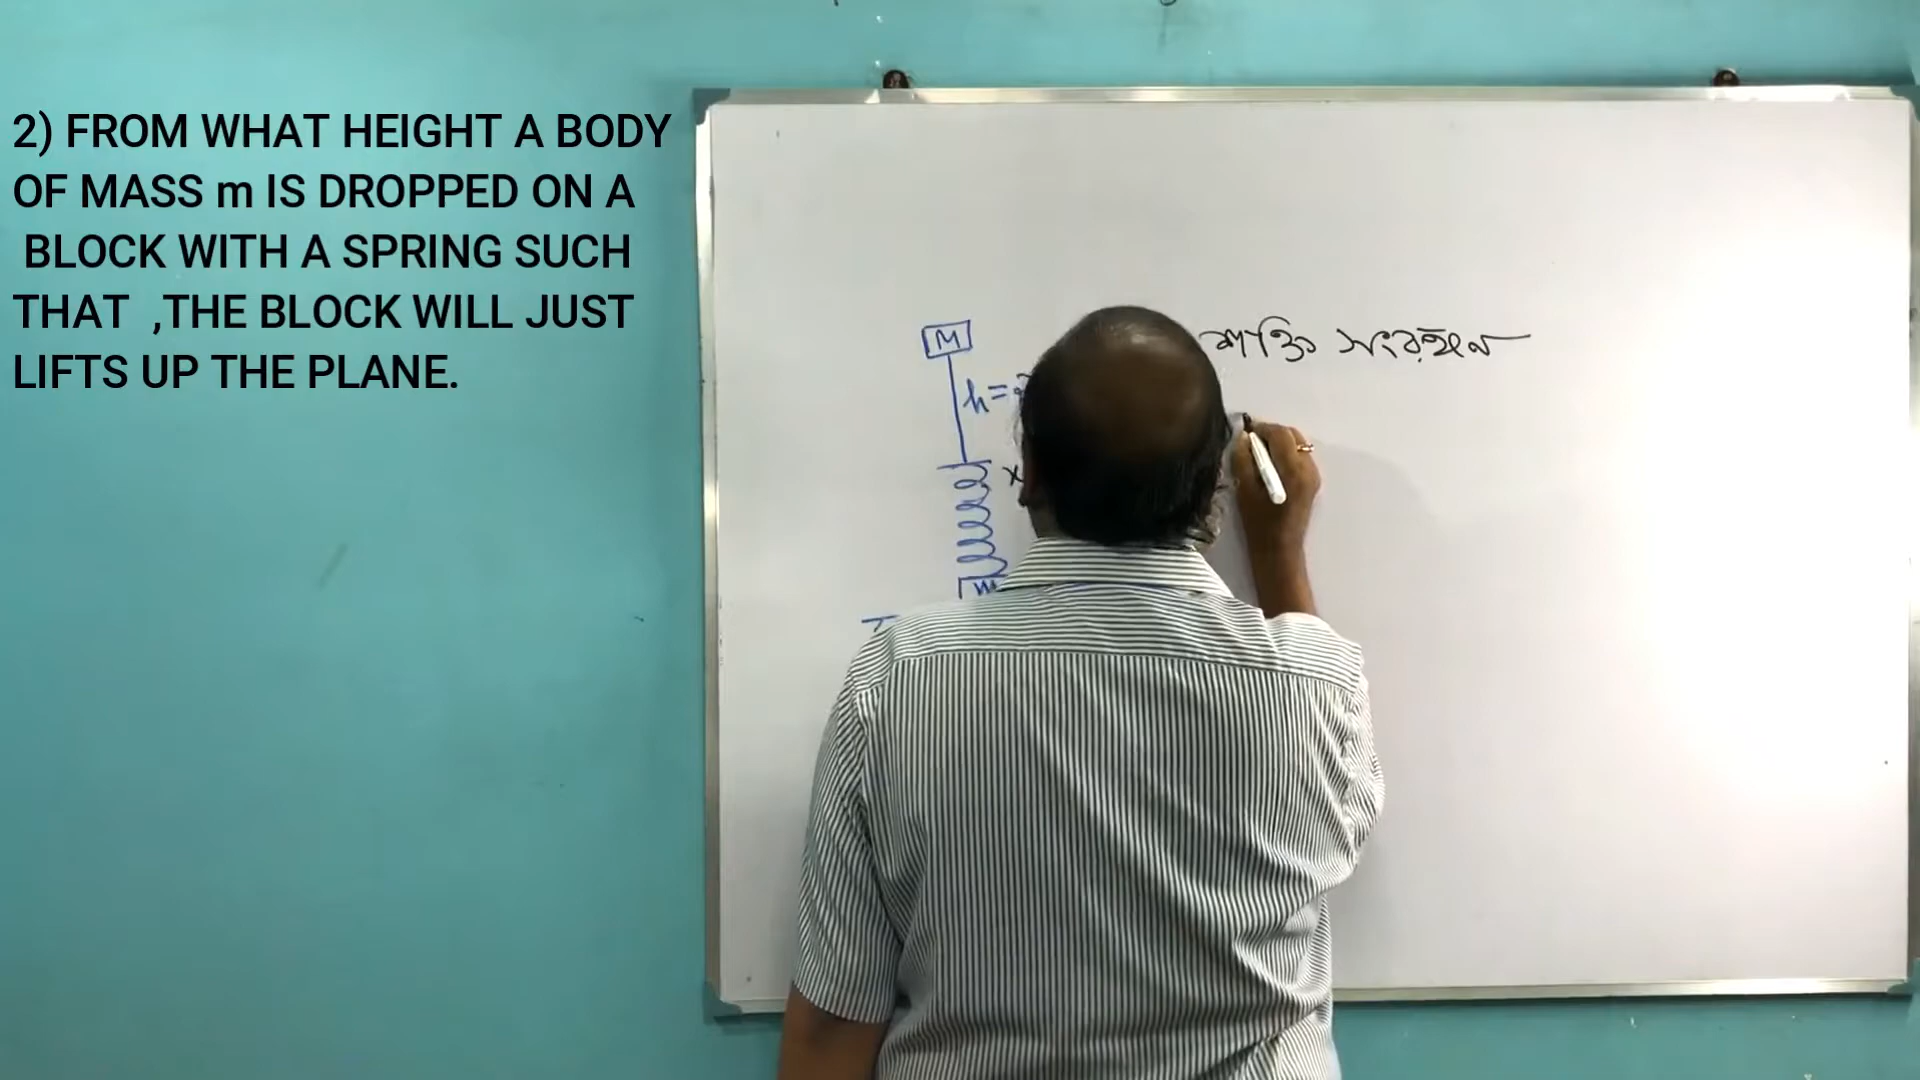 2) FROM WHAT HEIGHT A BODY
OF MASS m IS DROPPED ON A
BLOCK WITH A SPRING SUCH
THAT ,THE BLOCK WILL JUST
LIFTS UP THE PLANE.
M
শক্তি সংরক্ষণ
h=
x
m